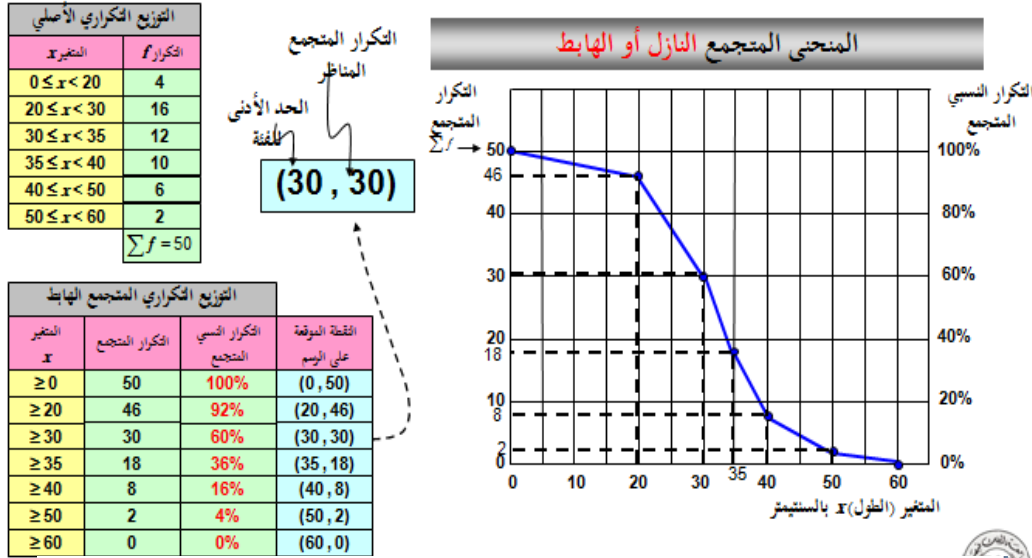 التوزيع التكراري الأصلي
المتغير x التكرار f
0 ≤ x < 20 4
20 ≤ x < 30 16
30 ≤ x < 35 12
35 ≤ x < 40 10
40 ≤ x < 50 6
50 ≤ x < 60 2
∑f = 50
التكرار المتجمع
المناظر
الحد الأدنى
للفئة
(30 , 30)
المنحنى المتجمع النازل أو الهابط
التكرار
المتجمع
∑f
التكرار النسبي
المتجمع
50 100%
46
40 80%
30 60%
20 40%
18
10 20%
8
2
0 0%
0 10 20 30 35 40 50 60
المتغير (الطول) x بالسنتيمتر
التوزيع التكراري المتجمع الهابط
المتغير x التكرار المتجمع التكرار النسبي المتجمع النقطة الموقعة على الرسم
≥ 0 50 100% (0 , 50)
≥ 20 46 92% (20 , 46)
≥ 30 30 60% (30 , 30)
≥ 35 18 36% (35 , 18)
≥ 40 8 16% (40 , 8)
≥ 50 2 4% (50 , 2)
≥ 60 0 0% (60 , 0)